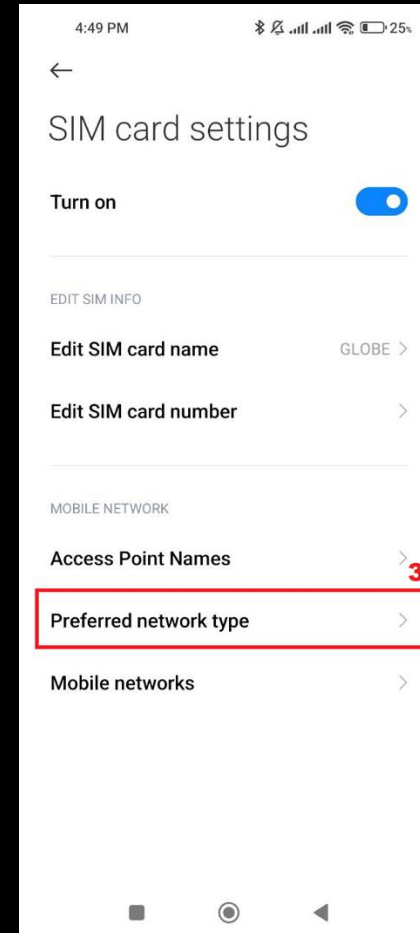 4:49 PM 25%
SIM card settings
Turn on
EDIT SIM INFO
Edit SIM card name GLOBE
Edit SIM card number
MOBILE NETWORK
Access Point Names
3
Preferred network type
Mobile networks